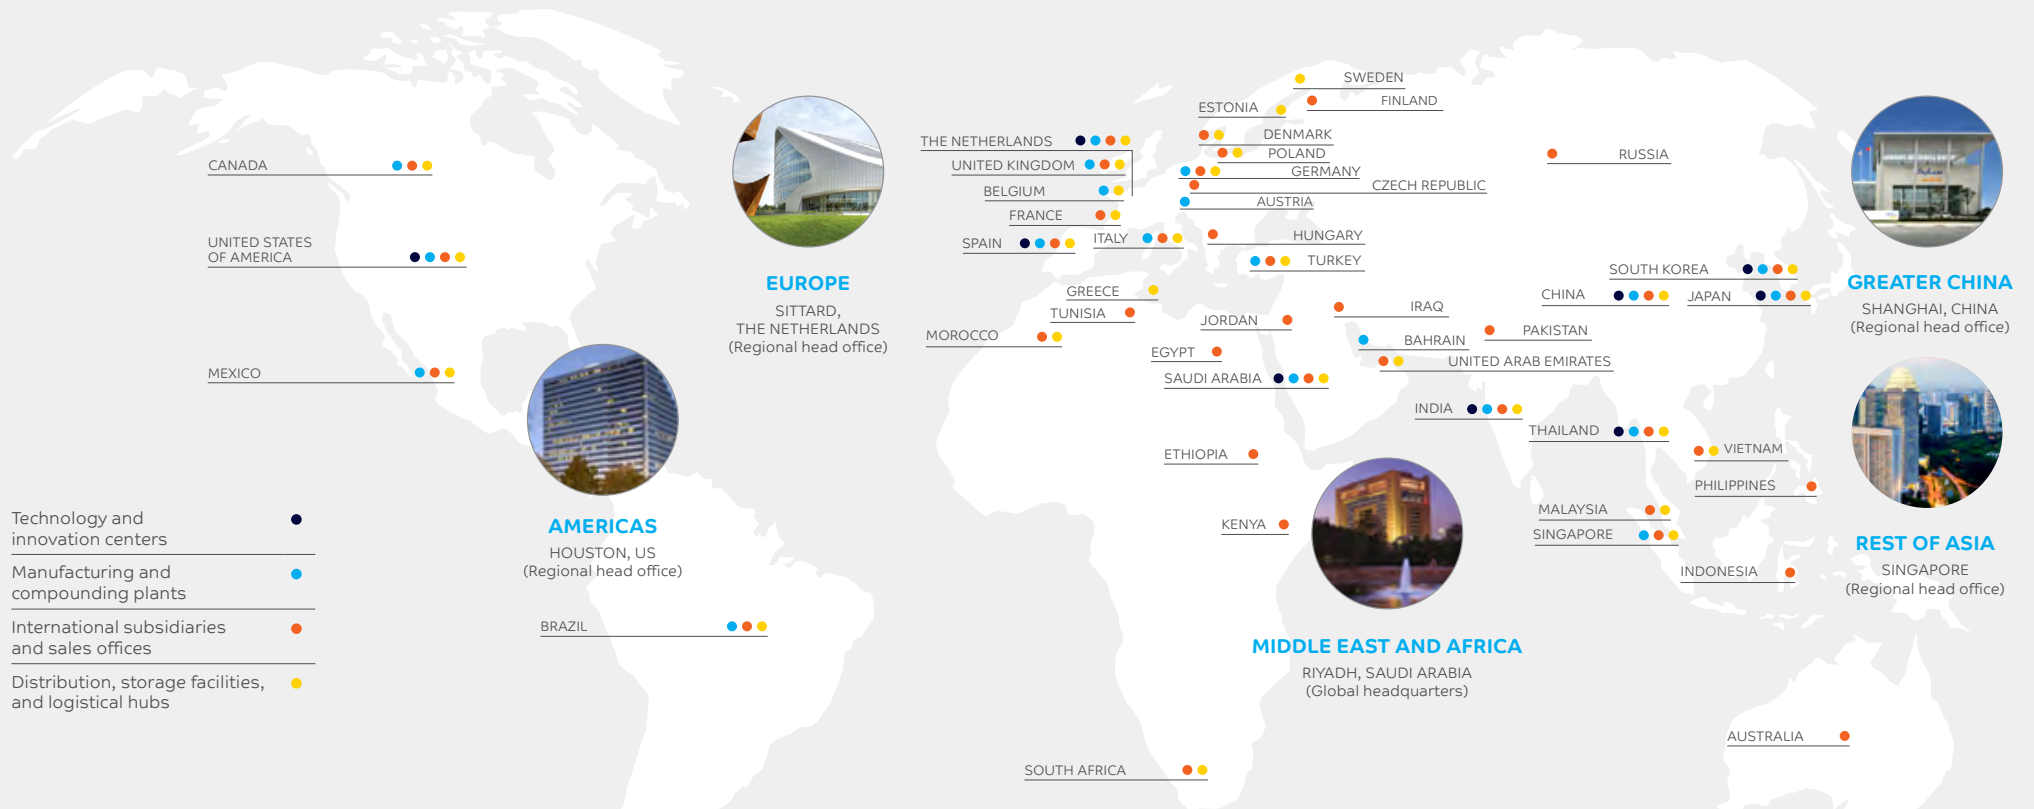 CANADA
UNITED STATES
OF AMERICA
MEXICO
BRAZIL
Technology and
innovation centers
Manufacturing and
compounding plants
International subsidiaries
and sales offices
Distribution, storage facilities,
and logistical hubs
AMERICAS
HOUSTON, US
(Regional head office)
EUROPE
SITTARD,
THE NETHERLANDS
(Regional head office)
THE NETHERLANDS
UNITED KINGDOM
BELGIUM
FRANCE
SPAIN
ITALY
SWEDEN
FINLAND
ESTONIA
DENMARK
POLAND
GERMANY
CZECH REPUBLIC
AUSTRIA
HUNGARY
TURKEY
GREECE
TUNISIA
MOROCCO
JORDAN
EGYPT
SAUDI ARABIA
IRAQ
BAHRAIN
UNITED ARAB EMIRATES
PAKISTAN
RUSSIA
ETHIOPIA
KENYA
SOUTH AFRICA
MIDDLE EAST AND AFRICA
RIYADH, SAUDI ARABIA
(Global headquarters)
SOUTH KOREA
CHINA
JAPAN
INDIA
THAILAND
VIETNAM
PHILIPPINES
MALAYSIA
SINGAPORE
INDONESIA
AUSTRALIA
GREATER CHINA
SHANGHAI, CHINA
(Regional head office)
REST OF ASIA
SINGAPORE
(Regional head office)